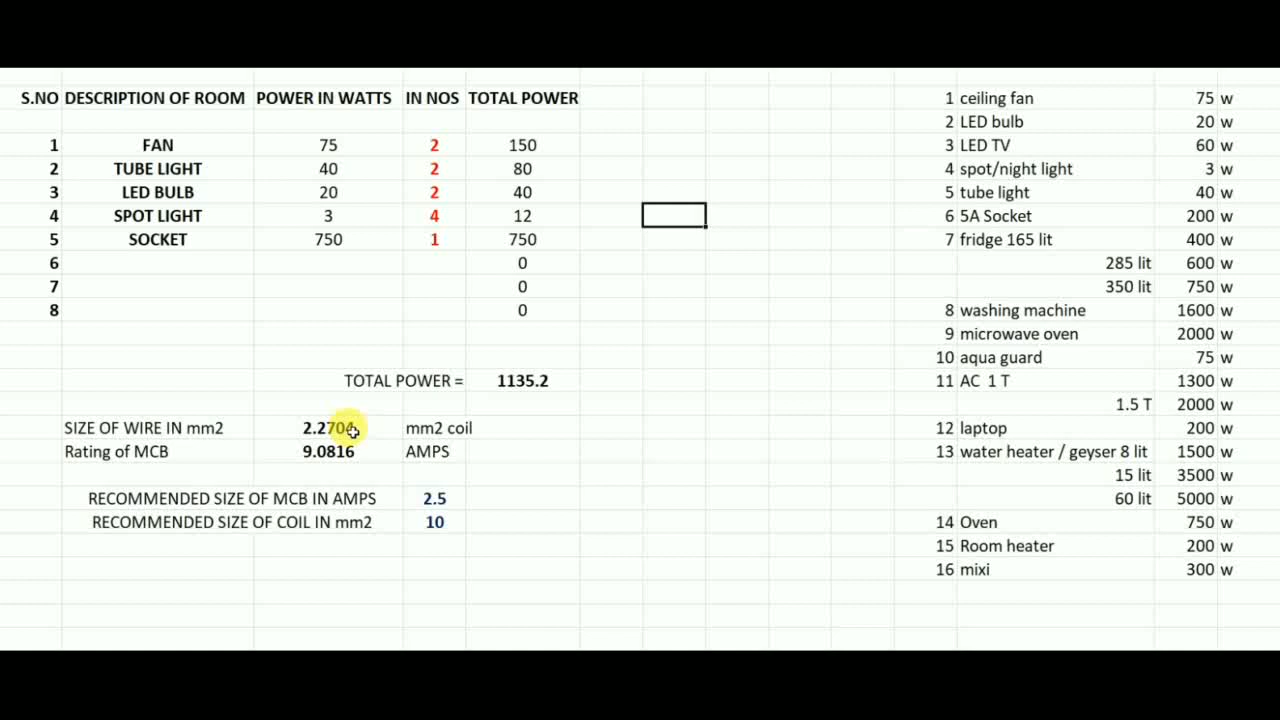 S.NO DESCRIPTION OF ROOM POWER IN WATTS IN NOS TOTAL POWER
1 FAN 75 2 150
2 TUBE LIGHT 40 2 80
3 LED BULB 20 2 40
4 SPOT LIGHT 3 4 12
5 SOCKET 750 1 750
6 0
7 0
8 0
TOTAL POWER = 1135.2
SIZE OF WIRE IN mm2 2.2704 mm2 coil
Rating of MCB 9.0816 AMPS
RECOMMENDED SIZE OF MCB IN AMPS 2.5
RECOMMENDED SIZE OF COIL IN mm2 10
1 ceiling fan 75 w
2 LED bulb 20 w
3 LED TV 60 w
4 spot/night light 3 w
5 tube light 40 w
6 5A Socket 200 w
7 fridge 165 lit 400 w
285 lit 600 w
350 lit 750 w
8 washing machine 1600 w
9 microwave oven 2000 w
10 aqua guard 75 w
11 AC 1 T 1300 w
1.5 T 2000 w
12 laptop 200 w
13 water heater / geyser 8 lit 1500 w
15 lit 3500 w
60 lit 5000 w
14 Oven 750 w
15 Room heater 200 w
16 mixi 300 w